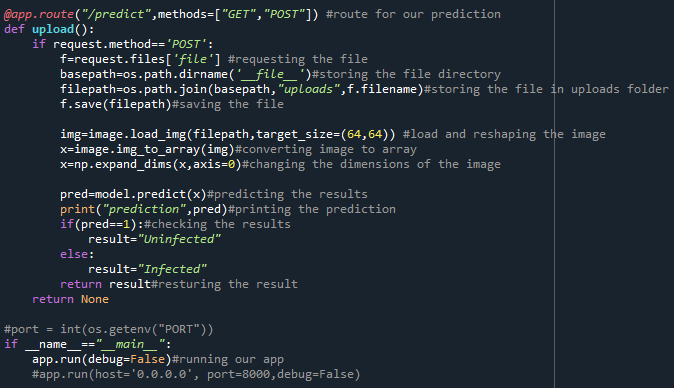 @app.route("/predict",methods=["GET","POST"]) #route for our prediction
def upload():
    if request.method=='POST':
        f=request.files['file'] #requesting the file
        basepath=os.path.dirname('__file__')#storing the file directory
        filepath=os.path.join(basepath,"uploads",f.filename)#storing the file in uploads folder
        f.save(filepath)#saving the file

        img=image.load_img(filepath,target_size=(64,64)) #load and reshaping the image
        x=image.img_to_array(img)#converting image to array
        x=np.expand_dims(x,axis=0)#changing the dimensions of the image

        pred=model.predict(x)#predicting the results
        print("prediction",pred)#printing the prediction
        if(pred==1):#checking the results
            result="Uninfected"
        else:
            result="Infected"
        return result#resturing the result
    return None

#port = int(os.getenv("PORT"))
if __name__=="__main__":
    app.run(debug=False)#running our app
    #app.run(host='0.0.0.0', port=8000,debug=False)